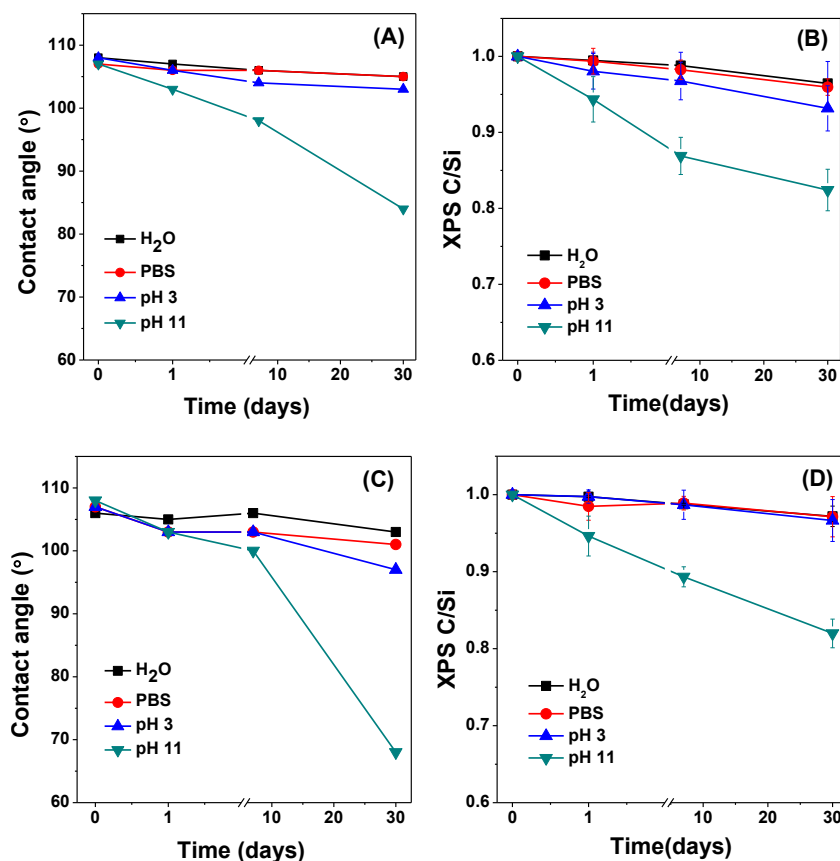 (A)
Contact angle (°)
110
100
90
80
70
60
H₂O
PBS
pH 3
pH 11
0 1 10 20 30
Time (days)
(B)
XPS C/Si
1.0
0.9
0.8
0.7
0.6
H₂O
PBS
pH 3
pH 11
0 1 10 20 30
Time(days)
(C)
Contact angle (°)
110
100
90
80
70
60
H₂O
PBS
pH 3
pH 11
0 1 10 20 30
Time (days)
(D)
XPS C/Si
1.0
0.9
0.8
0.7
0.6
H₂O
PBS
pH 3
pH 11
0 1 10 20 30
Time(days)